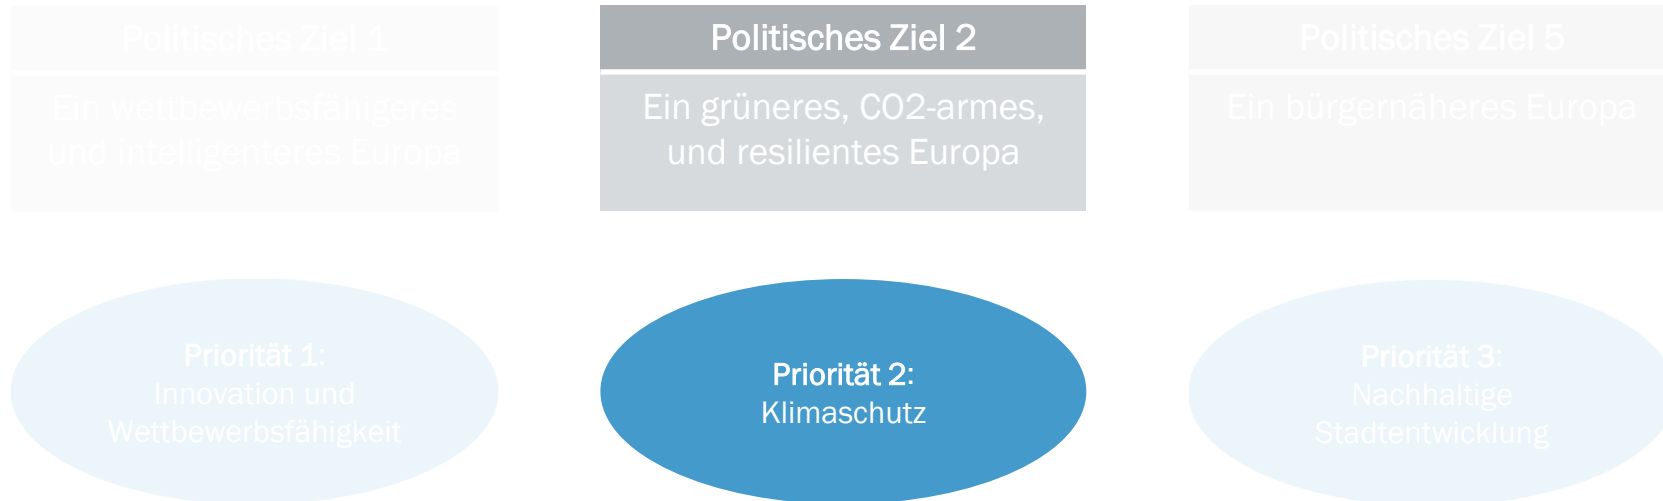 Politisches Ziel 1
Ein wettbewerbsfähigeres
und intelligenteres Europa
Politisches Ziel 2
Ein grüneres, CO2-armes,
und resilientes Europa
Politisches Ziel 5
Ein bürgernäheres Europa
Priorität 1:
Innovation und
Wettbewerbsfähigkeit
Priorität 2:
Klimaschutz
Priorität 3:
Nachhaltige
Stadtentwicklung